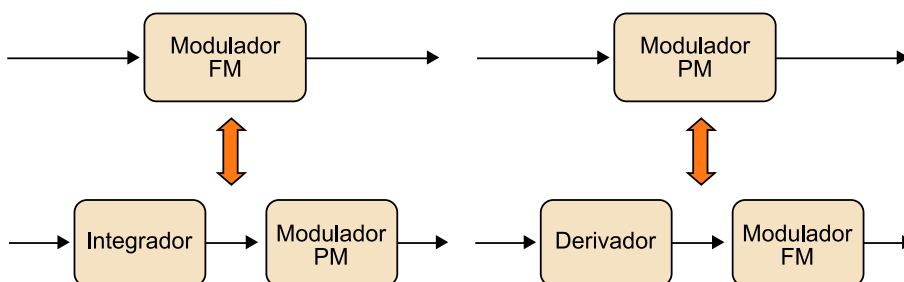 Modulador
FM
Modulador
PM
Integrador
Modulador
PM
Derivador
Modulador
FM